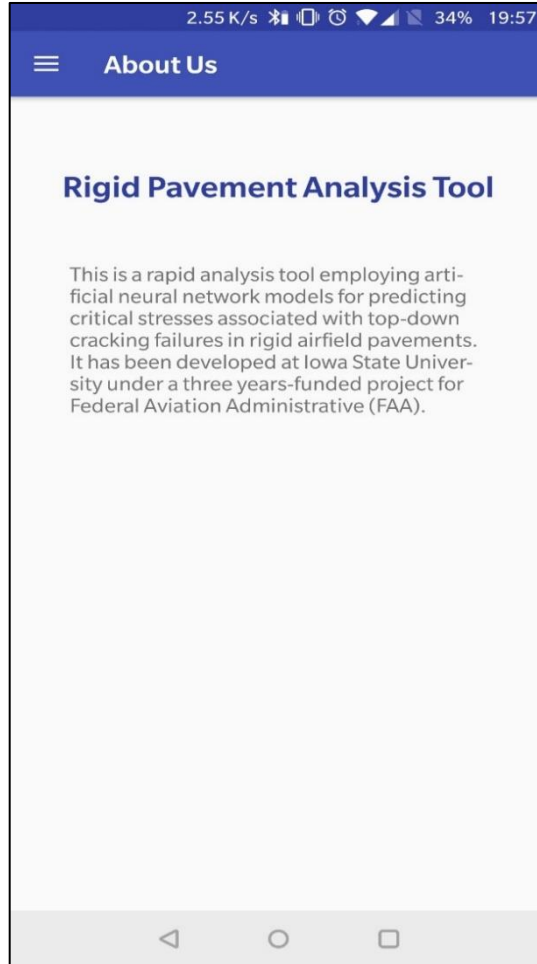 2.55 K/s 34% 19:57
About Us
Rigid Pavement Analysis Tool
This is a rapid analysis tool employing arti-
ficial neural network models for predicting
critical stresses associated with top-down
cracking failures in rigid airfield pavements.
It has been developed at Iowa State Univer-
sity under a three years-funded project for
Federal Aviation Administrative (FAA).